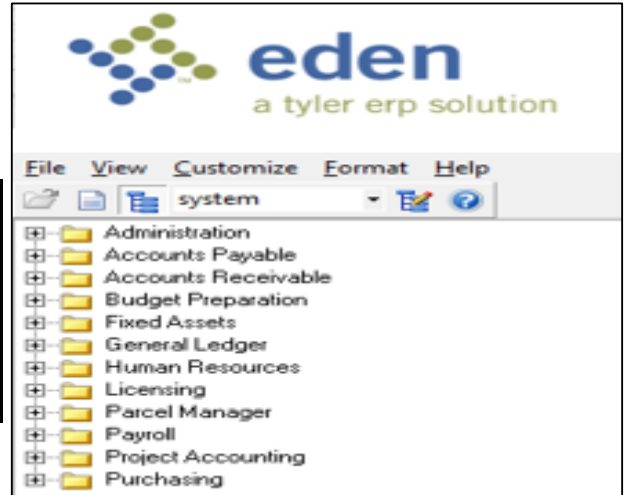 eden
™
a tyler erp solution
File View Customize Format Help
system
Administration
Accounts Payable
Accounts Receivable
Budget Preparation
Fixed Assets
General Ledger
Human Resources
Licensing
Parcel Manager
Payroll
Project Accounting
Purchasing